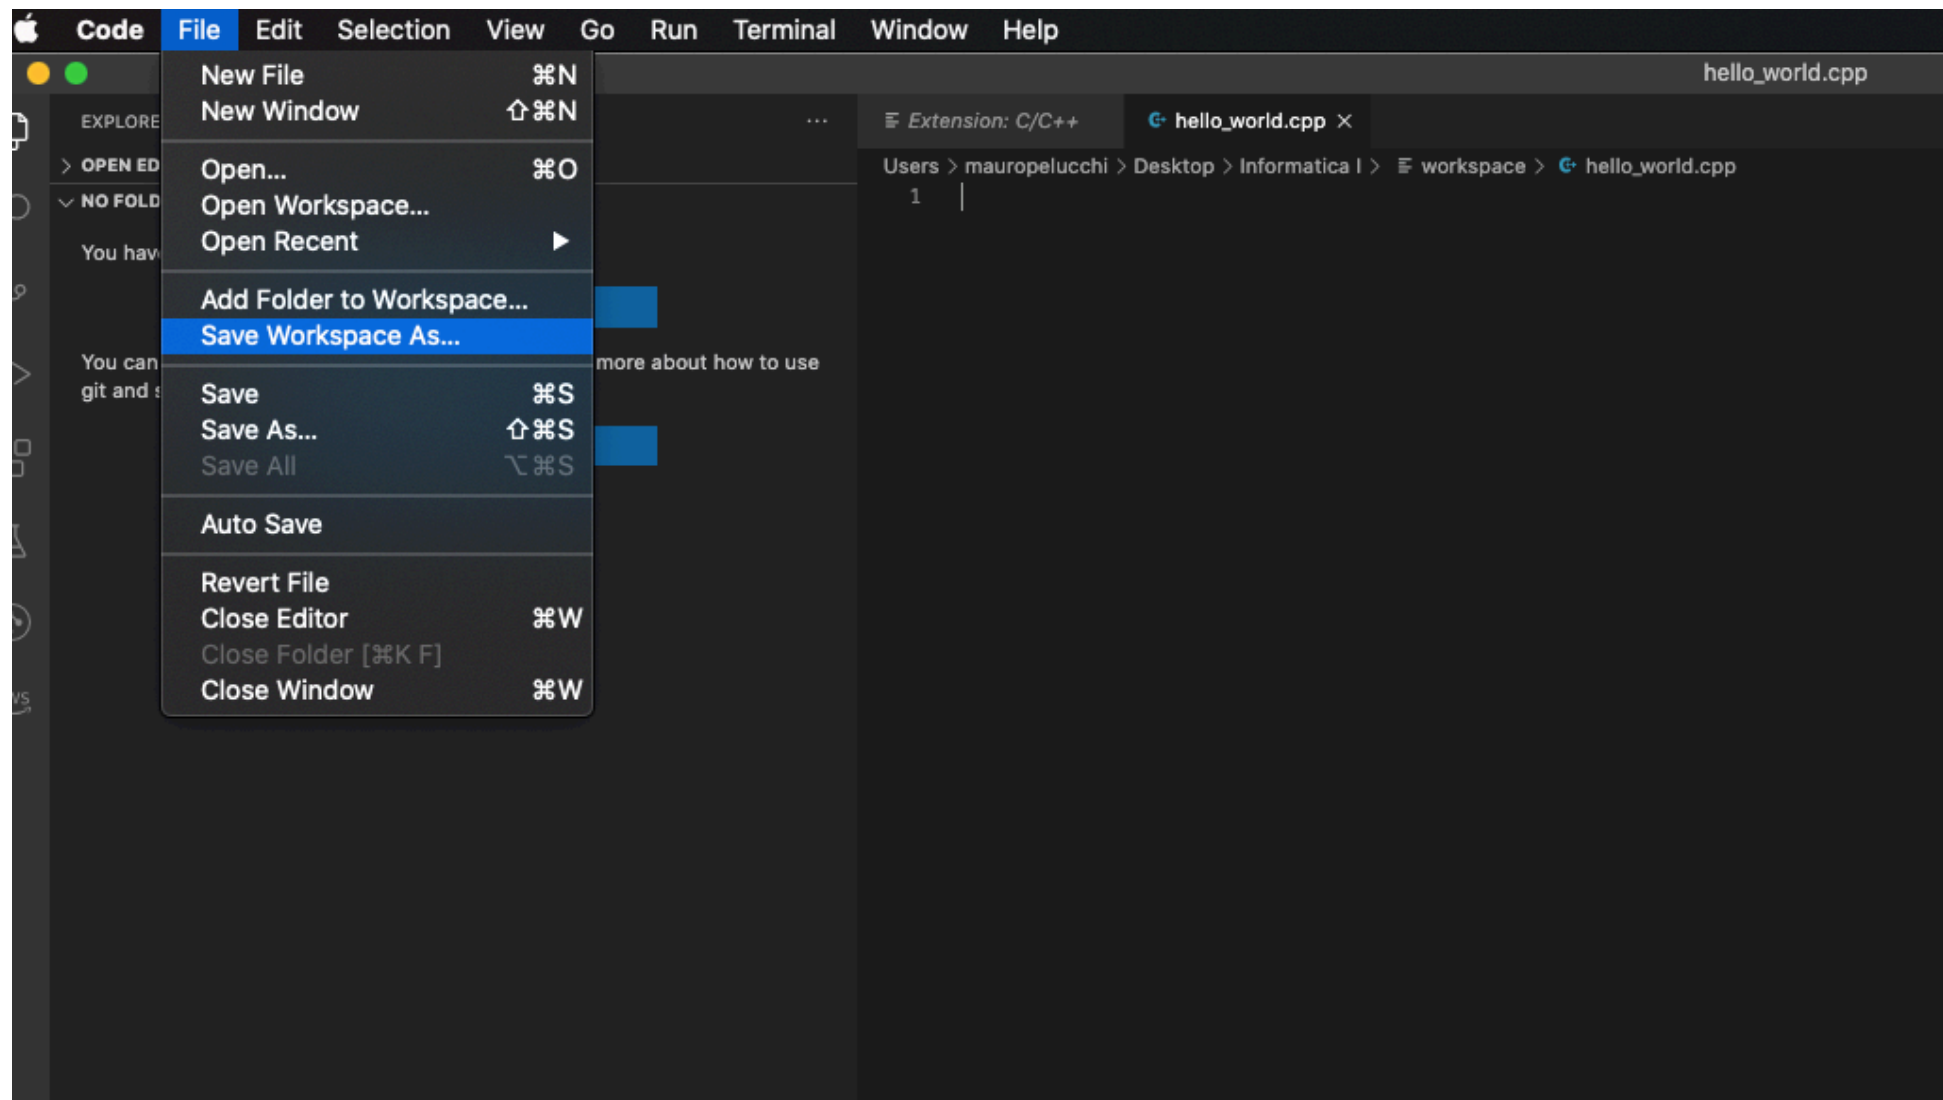 Code File Edit Selection View Go Run Terminal Window Help
hello_world.cpp
New File ⌘N
New Window ⇧⌘N
Open... ⌘O
Open Workspace...
Open Recent ▶
Add Folder to Workspace...
Save Workspace As...
Save ⌘S
Save As... ⇧⌘S
Save All ⌥⌘S
Auto Save
Revert File
Close Editor ⌘W
Close Folder [⌘K F]
Close Window ⌘W
EXPLORE
OPEN ED
NO FOLD
You hav
You can
more about how to use
git and s
Extension: C/C++
hello_world.cpp
Users > mauropelucchi > Desktop > Informatica I > workspace > hello_world.cpp
1